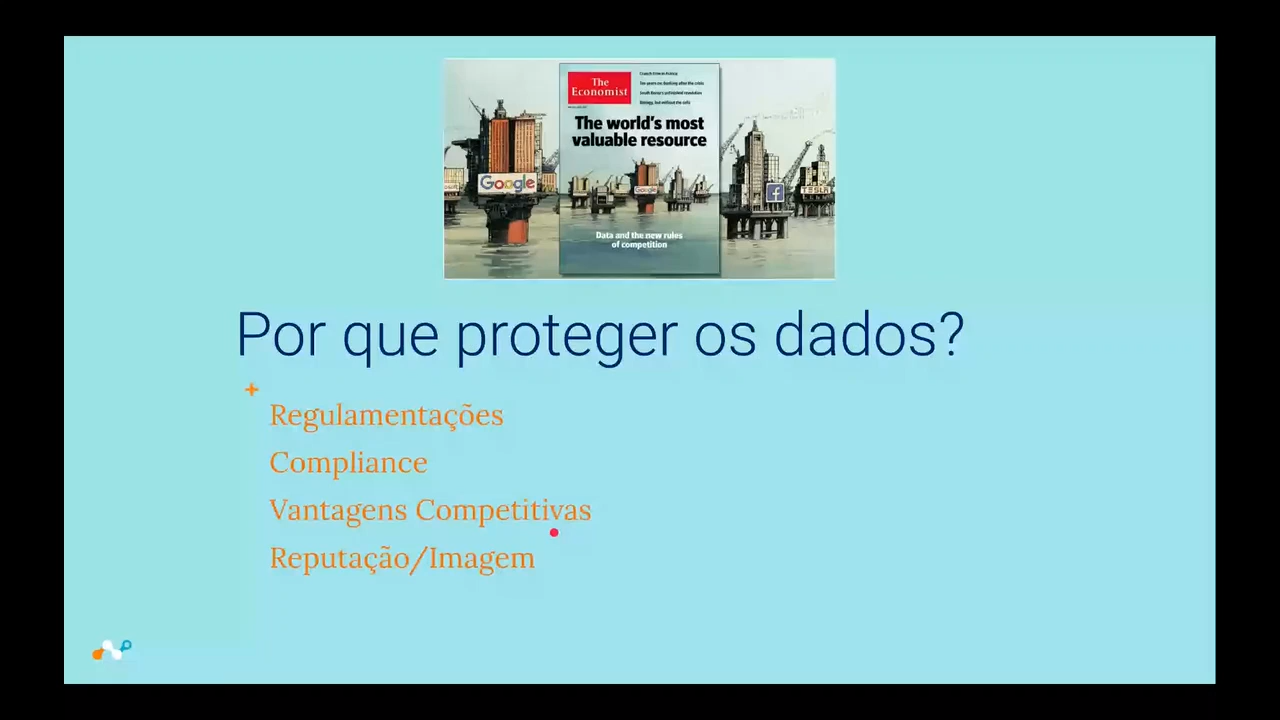 The
Economist
The world's most
valuable resource
Data and the new rules
of competition
Google
Google
TESLA
Por que proteger os dados?
Regulamentações
Compliance
Vantagens Competitivas
Reputação/Imagem